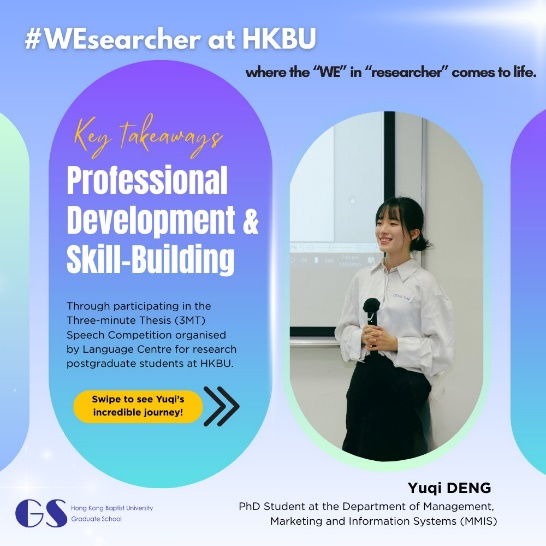 #WEsearcher at HKBU
where the “WE” in “researcher” comes to life.
Key takeaways
Professional
Development &
Skill-Building
Through participating in the
Three-minute Thesis (3MT)
Speech Competition organised
by Language Centre for research
postgraduate students at HKBU.
Swipe to see Yuqi's
incredible journey!
Yuqi DENG
PhD Student at the Department of Management,
Marketing and Information Systems (MMIS)
GS
Hong Kong Baptist University
Graduate School